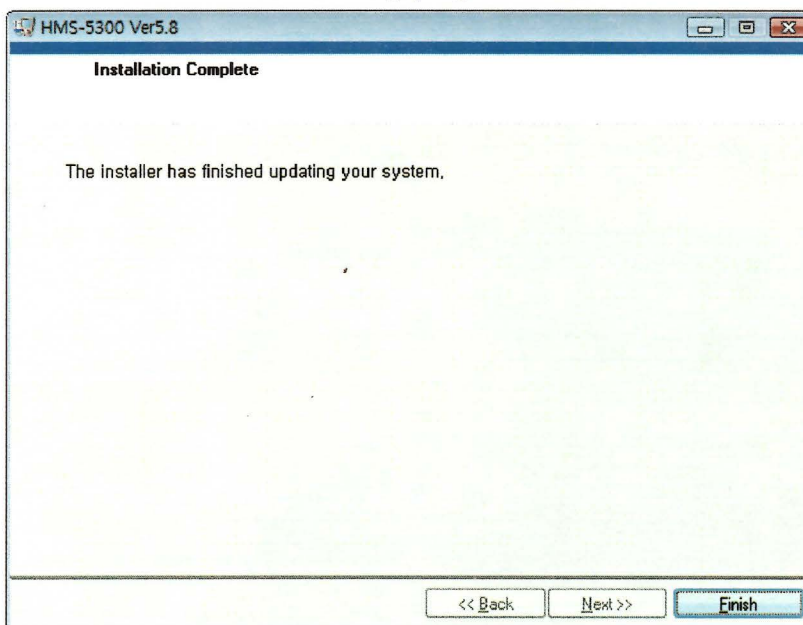 HMS-5300 Ver5.8
Installation Complete
The installer has finished updating your system.
<< Back Next >> Finish